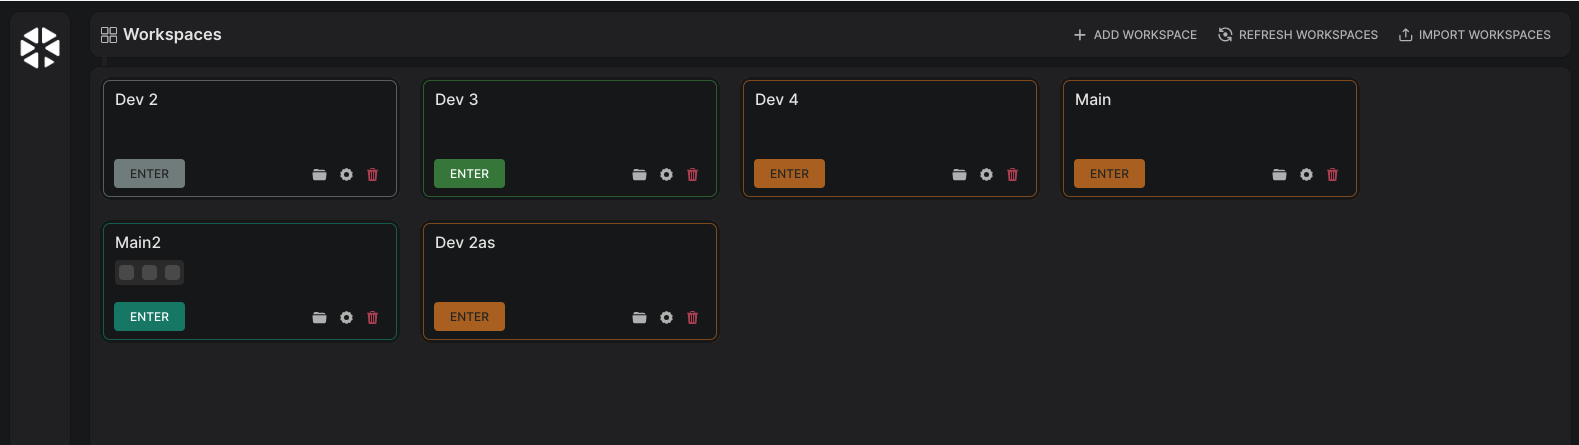 Workspaces
ADD WORKSPACE
REFRESH WORKSPACES
IMPORT WORKSPACES
Dev 2
ENTER
Dev 3
ENTER
Dev 4
ENTER
Main
ENTER
Main2
ENTER
Dev 2as
ENTER